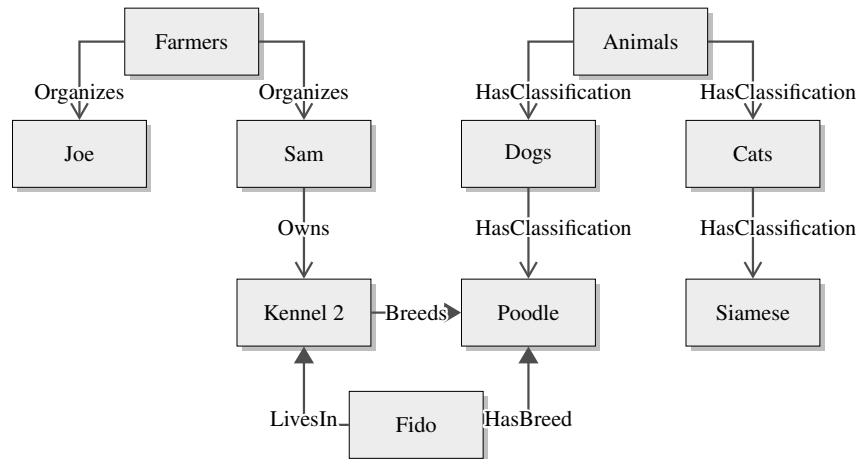 Farmers
Animals
Organizes
Organizes
HasClassification
HasClassification
Joe
Sam
Dogs
Cats
Owns
HasClassification
HasClassification
Kennel 2
Breeds
Poodle
Siamese
LivesIn
Fido
HasBreed